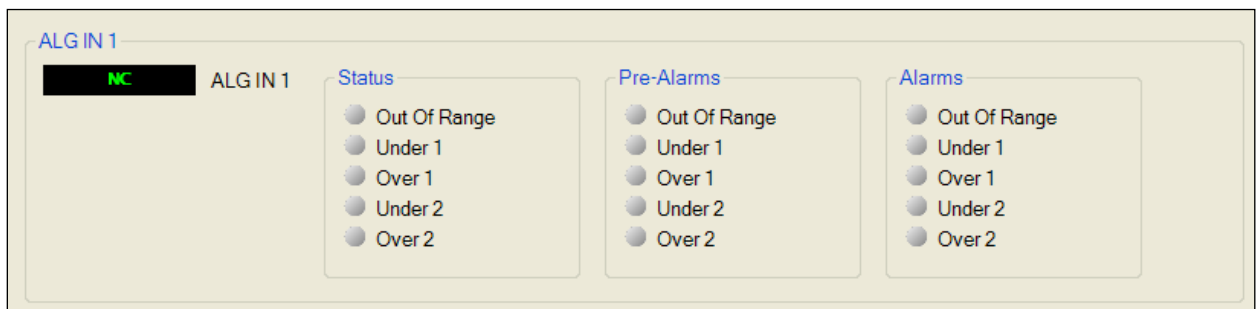 ALG IN 1
NC ALG IN 1
Status
Out Of Range
Under 1
Over 1
Under 2
Over 2
Pre-Alarms
Out Of Range
Under 1
Over 1
Under 2
Over 2
Alarms
Out Of Range
Under 1
Over 1
Under 2
Over 2